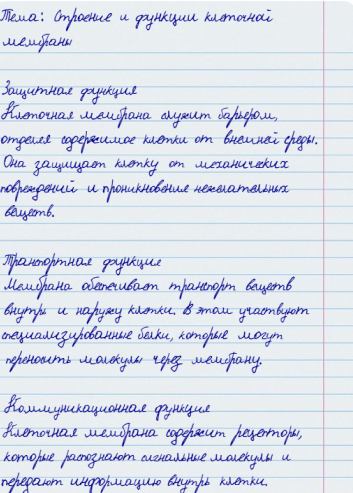 Тема: Строение и функции клеточной
мембраны
Защитная функция
Клеточная мембрана служит барьером,
отделяя содержимое клетки от внешней среды.
Она защищает клетку от механических
повреждений и проникновения нежелательных
веществ.
Транспортная функция
Мембрана обеспечивает транспорт веществ
внутрь и наружу клетки. В этом участвуют
специализированные белки, которые могут
переносить молекулы через мембрану.
Коммуникационная функция
Клеточная мембрана содержит рецепторы,
которые распознают сигнальные молекулы и
передают информацию внутрь клетки.